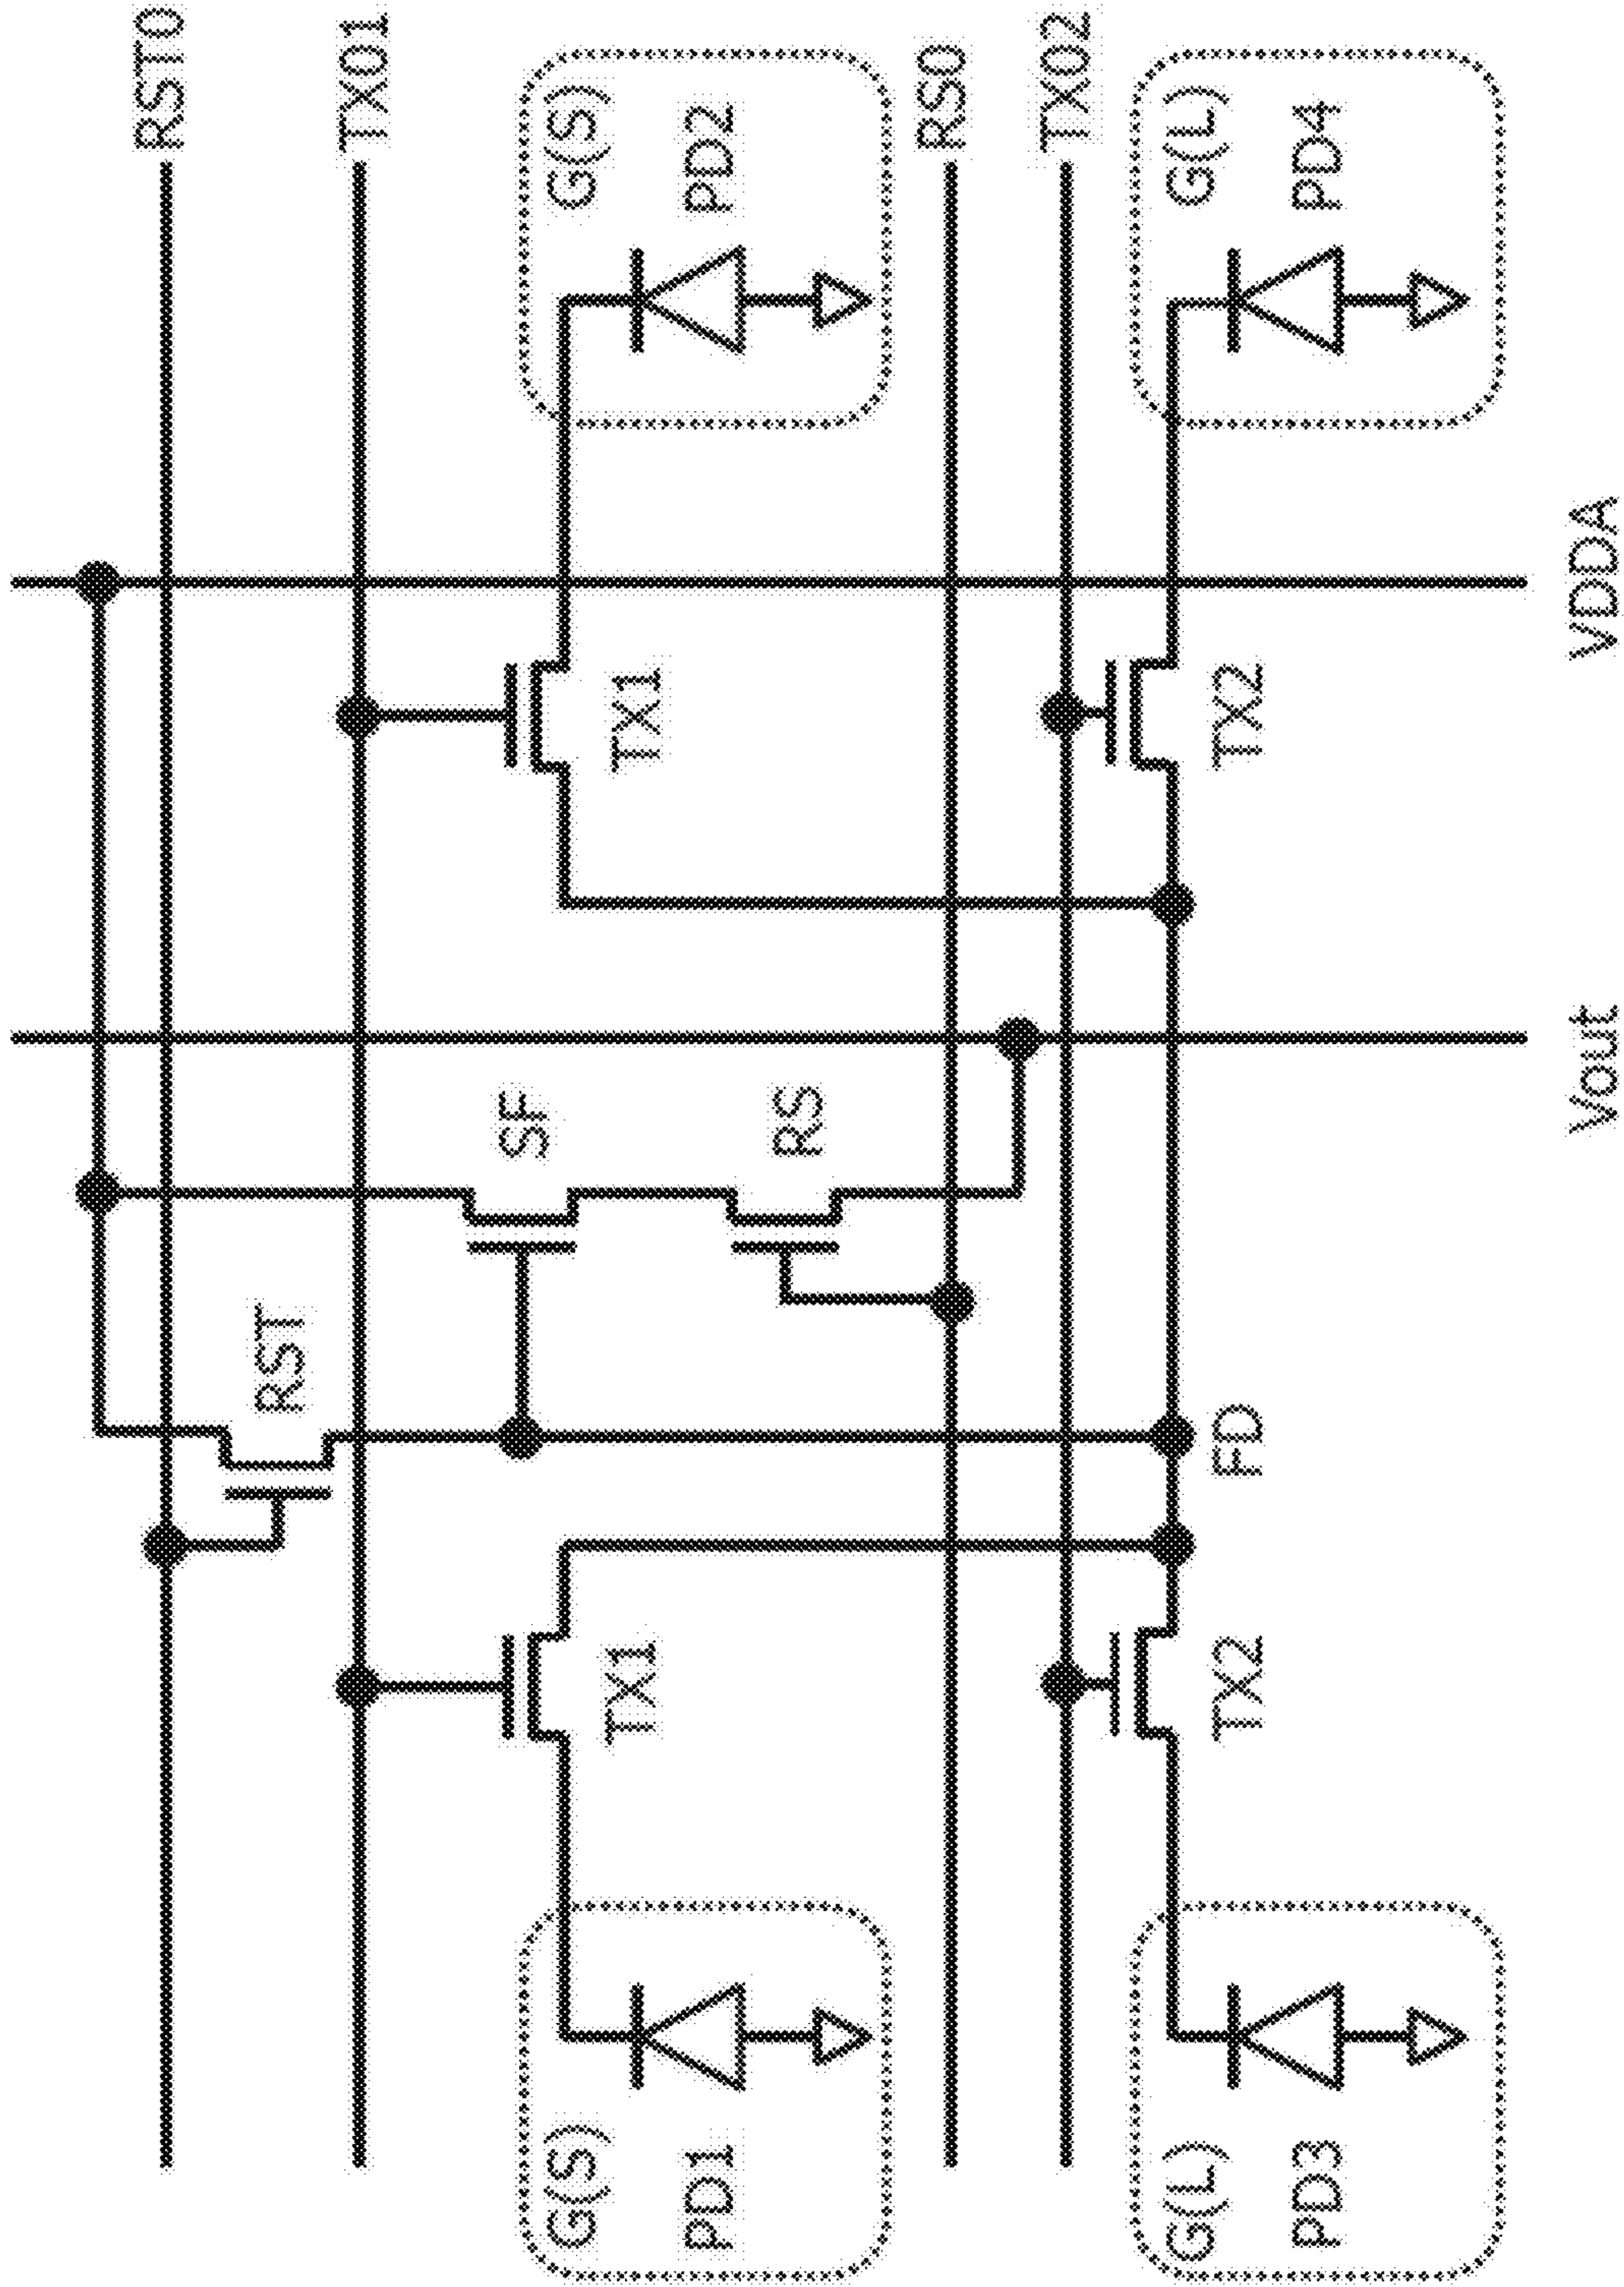 RST0
RST
TX01
SF
G(S)
G(S)
TX1
TX1
PD1
PD2
RS
RS0
TX02
G(L)
G(L)
TX2
FD
TX2
PD3
PD4
Vout
VDDA